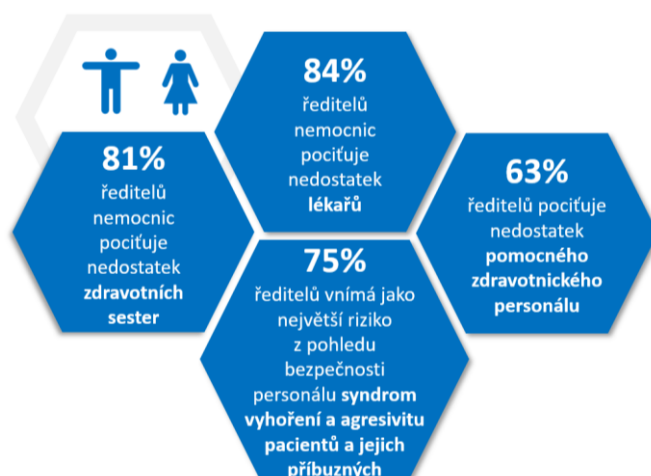 84%
ředitelů
nemocnic
pociťuje
nedostatek
lékařů
81%
ředitelů
nemocnic
pociťuje
nedostatek
zdravotních
sester
63%
ředitelů pociťuje
nedostatek
pomocného
zdravotnického
personálu
75%
ředitelů vnímá jako
největší riziko
z pohledu
bezpečnosti
personálu syndrom
vyhoření a agresivitu
pacientů a jejich
příbuzných